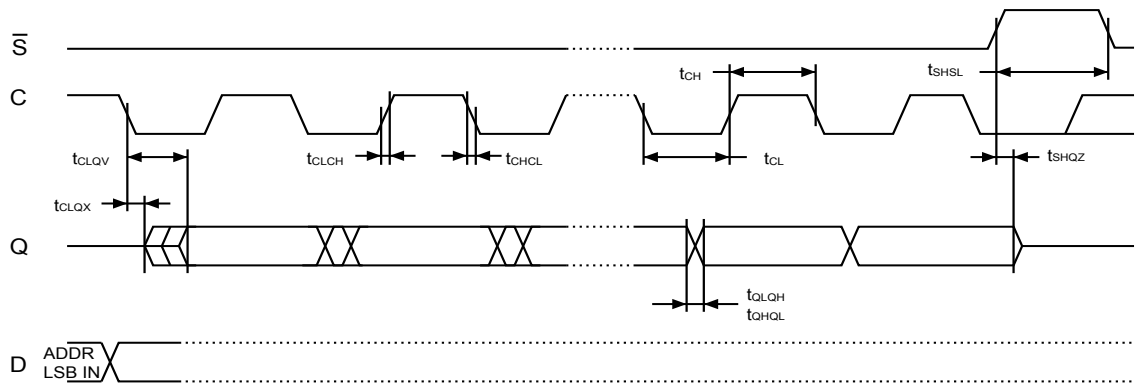 S
tCH
tSHSL
C
tCLQV
tCLCH
tCHCL
tCL
tSHQZ
tCLQX
Q
tQLQH
tQHQL
D
ADDR
LSB IN